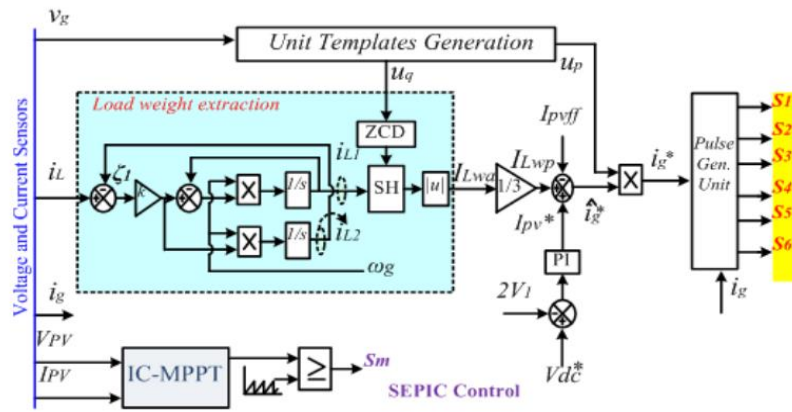 Voltage and Current Sensors
vg
Unit Templates Generation
up
uq
Load weight extraction
ZCD
iL
ζ1
k
iL1
X
1/s
SH
|u|
ILwa
1/3
ILwp
Ipvff
X
1/s
iL2
ωg
Ipv*
îg*
X
ig*
Pulse
Gen.
Unit
S1
S2
S3
S4
S5
S6
PI
2V1
Vdc*
ig
ig
VPV
IPV
IC-MPPT
≥
Sm
SEPIC Control